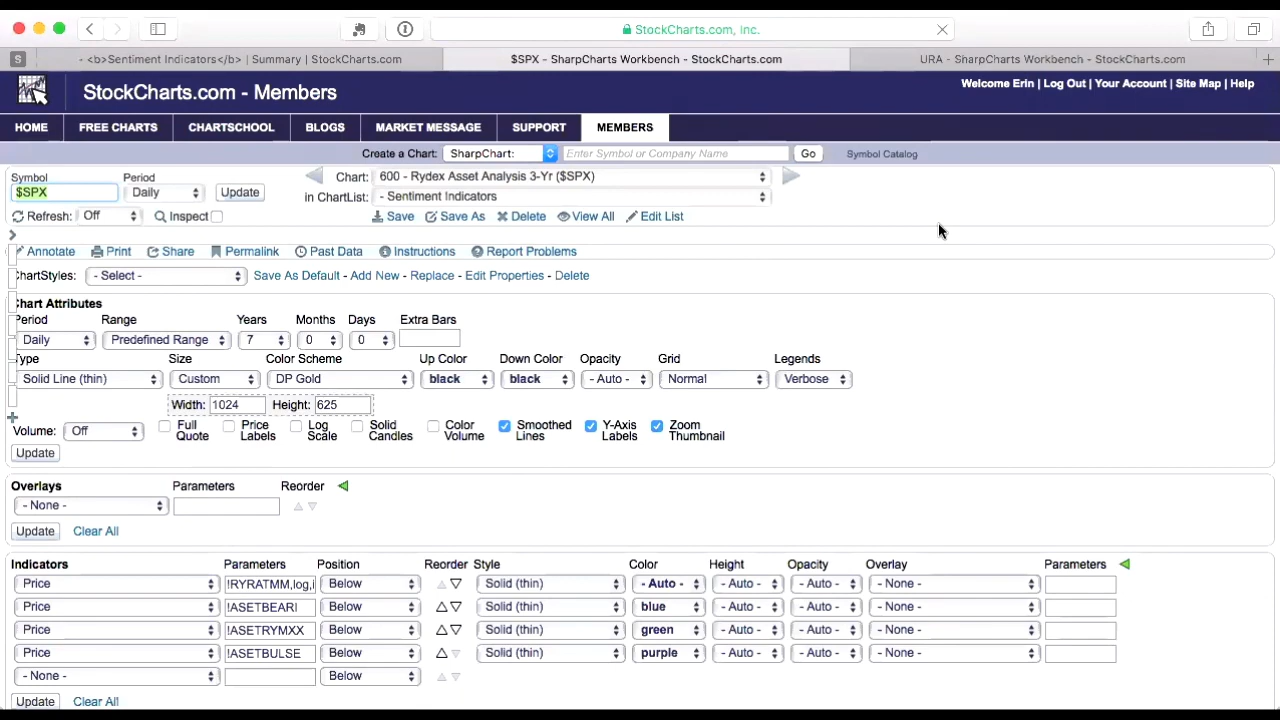 StockCharts.com, Inc.
S - <b>Sentiment Indicators</b> | Summary | StockCharts.com $SPX - SharpCharts Workbench - StockCharts.com URA - SharpCharts Workbench - StockCharts.com
Welcome Erin | Log Out | Your Account | Site Map | Help
StockCharts.com - Members
HOME FREE CHARTS CHARTSCHOOL BLOGS MARKET MESSAGE SUPPORT MEMBERS
Create a Chart: SharpChart: Enter Symbol or Company Name Go Symbol Catalog
Symbol Period Chart: 600 - Rydex Asset Analysis 3-Yr ($SPX)
$SPX Daily Update in ChartList: - Sentiment Indicators
Refresh: Off Inspect Save Save As Delete View All Edit List
Annotate Print Share Permalink Past Data Instructions Report Problems
ChartStyles: - Select - Save As Default - Add New - Replace - Edit Properties - Delete
Chart Attributes
Period Range Years Months Days Extra Bars
Daily Predefined Range 7 0 0
Type Size Color Scheme Up Color Down Color Opacity Grid Legends
Solid Line (thin) Custom DP Gold black black - Auto - Normal Verbose
Width: 1024 Height: 625
Volume: Off Full Quote Price Labels Log Scale Solid Candles Color Volume Smoothed Lines Y-Axis Labels Zoom Thumbnail
Update
Overlays Parameters Reorder
- None -
Update Clear All
Indicators Parameters Position Reorder Style Color Height Opacity Overlay Parameters
Price !RYRATMM,log,i Below Solid (thin) - Auto - - Auto - - Auto - - None -
Price !ASETBEARI Below Solid (thin) blue - Auto - - Auto - - None -
Price !ASETRYMXX Below Solid (thin) green - Auto - - Auto - - None -
Price !ASETBULSE Below Solid (thin) purple - Auto - - Auto - - None -
- None - Below
Update Clear All